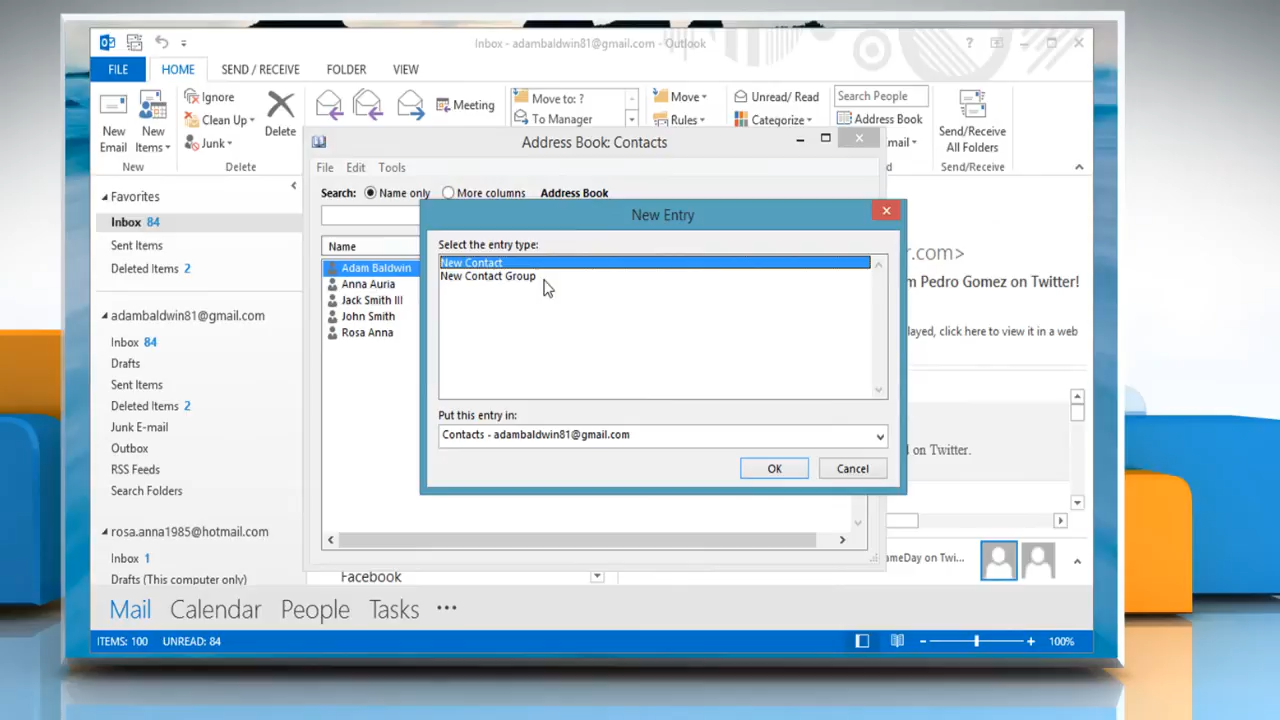 Inbox - adambaldwin81@gmail.com - Outlook
FILE HOME SEND / RECEIVE FOLDER VIEW
New Email
New Items
New
Ignore
Clean Up
Junk
Delete
Delete
Meeting
Move to: ?
To Manager
Move
Rules
Unread/ Read
Categorize
Search People
Address Book
Send/Receive All Folders
Send/Receive
Favorites
Inbox 84
Sent Items
Deleted Items 2
adambaldwin81@gmail.com
Inbox 84
Drafts
Sent Items
Deleted Items 2
Junk E-mail
Outbox
RSS Feeds
Search Folders
rosa.anna1985@hotmail.com
Inbox 1
Drafts (This computer only)
Address Book: Contacts
File Edit Tools
Search: Name only More columns Address Book
Name
Adam Baldwin
Anna Auria
Jack Smith III
John Smith
Rosa Anna
New Entry
Select the entry type:
New Contact
New Contact Group
Put this entry in:
Contacts - adambaldwin81@gmail.com
OK Cancel
.com>
m Pedro Gomez on Twitter!
ayed, click here to view it in a web
on Twitter.
meDay on Twi...
Facebook
Mail Calendar People Tasks •••
ITEMS: 100 UNREAD: 84
100%